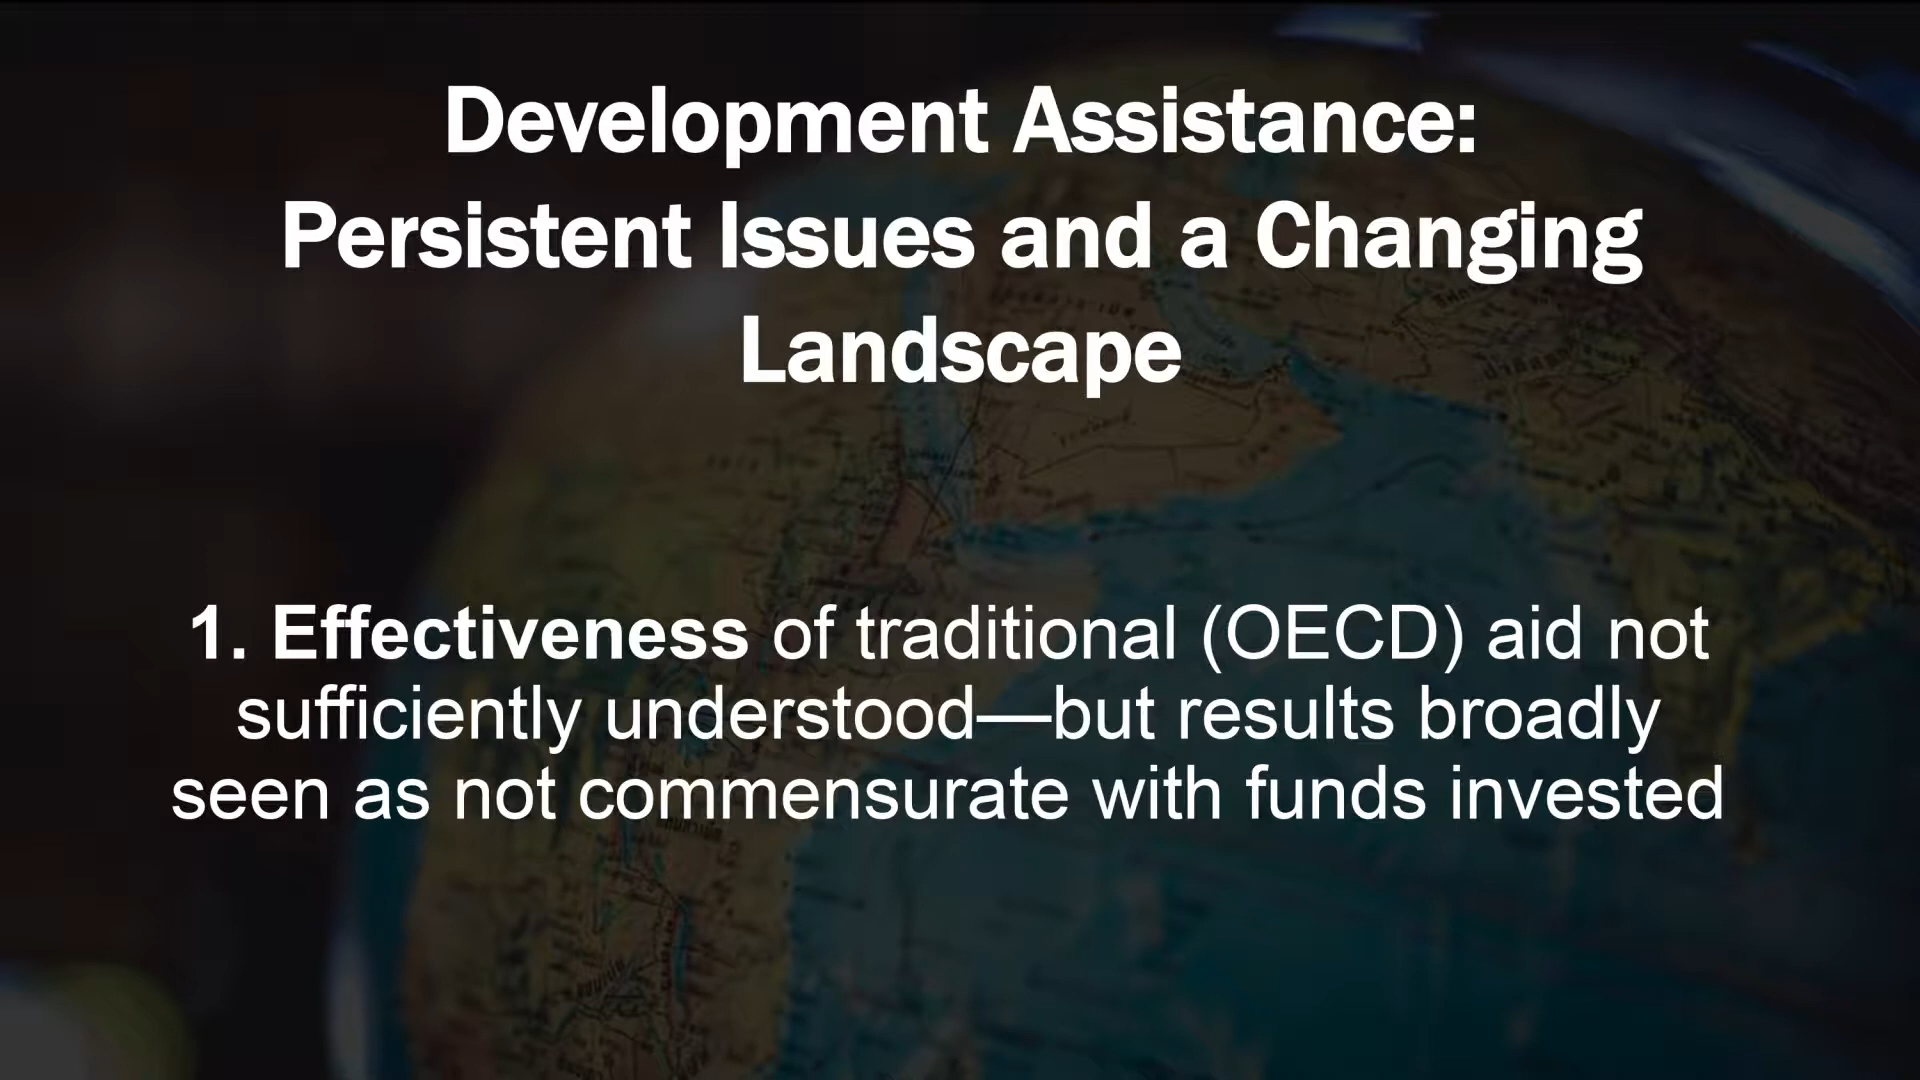 Development Assistance:
Persistent Issues and a Changing
Landscape
1. Effectiveness of traditional (OECD) aid not
sufficiently understood—but results broadly
seen as not commensurate with funds invested